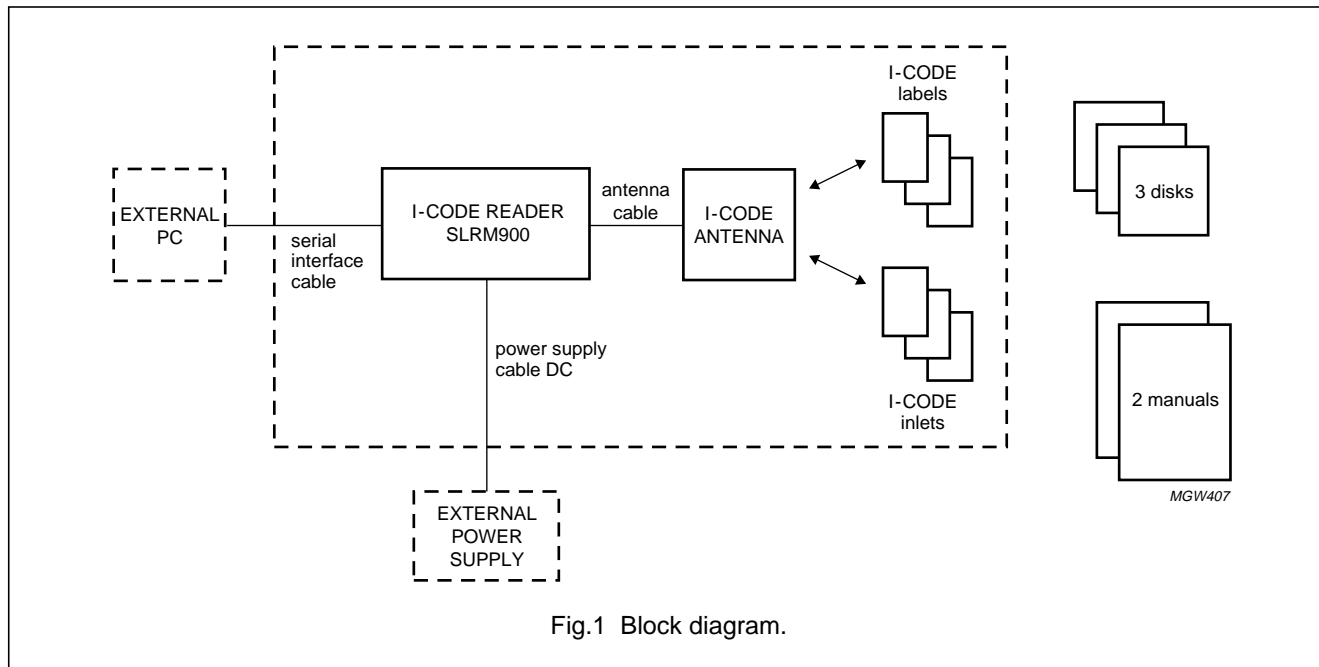 I-CODE
labels
EXTERNAL
PC
serial
interface
cable
I-CODE READER
SLRM900
antenna
cable
I-CODE
ANTENNA
3 disks
power supply
cable DC
I-CODE
inlets
2 manuals
MGW407
EXTERNAL
POWER
SUPPLY
Fig.1 Block diagram.